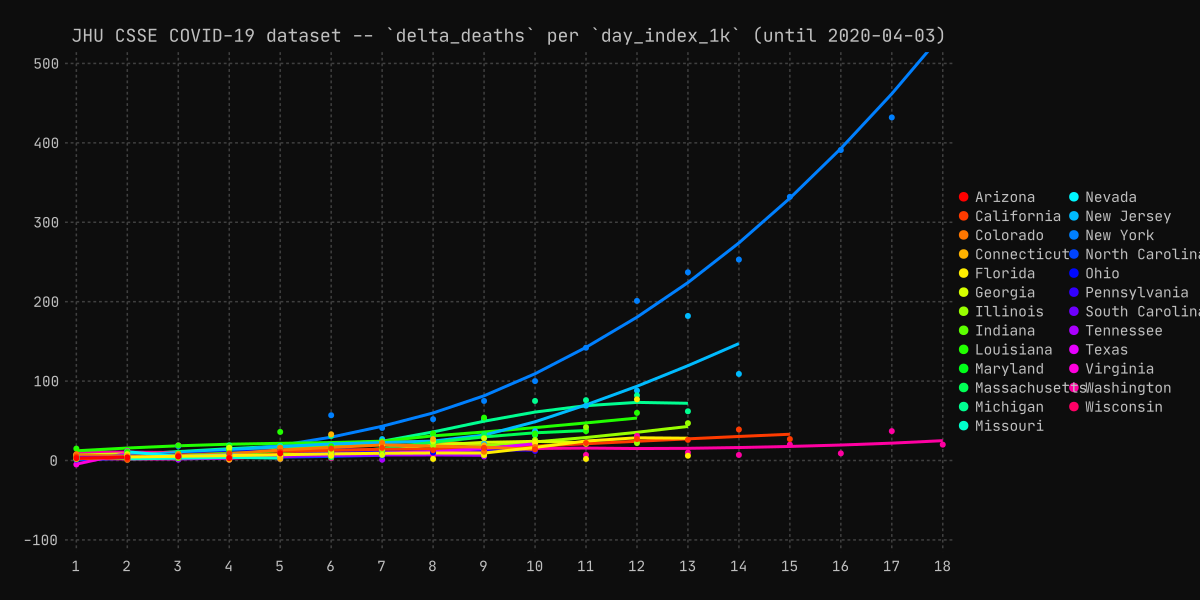 JHU CSSE COVID-19 dataset -- `delta_deaths` per `day_index_1k` (until 2020-04-03)
500
400
300
200
100
0
-100
1 2 3 4 5 6 7 8 9 10 11 12 13 14 15 16 17 18
Arizona
California
Colorado
Connecticut
Florida
Georgia
Illinois
Indiana
Louisiana
Maryland
Massachusetts
Michigan
Missouri
Nevada
New Jersey
New York
North Carolina
Ohio
Pennsylvania
South Carolina
Tennessee
Texas
Virginia
Washington
Wisconsin